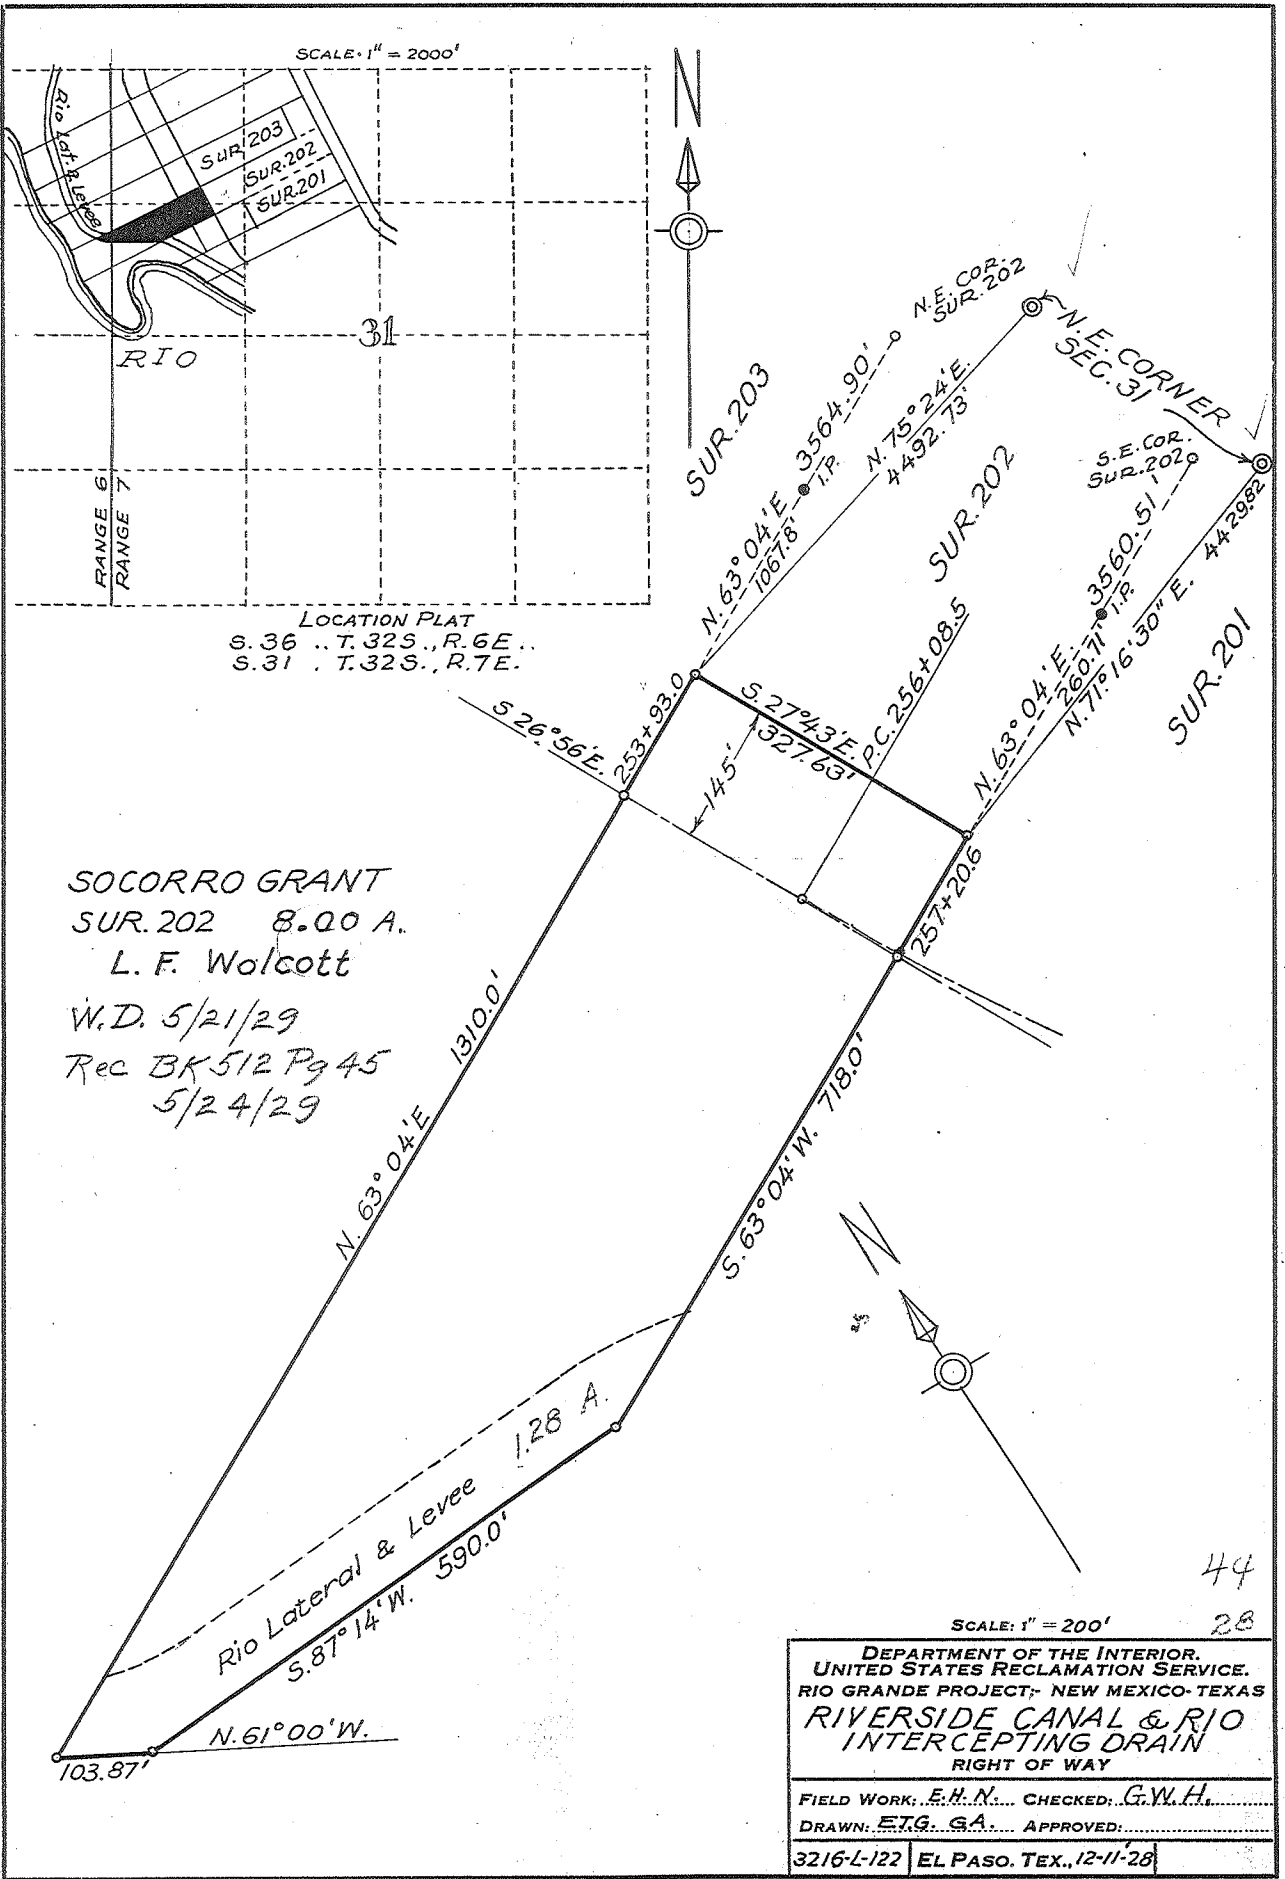 SCALE: 1" = 2000'
N
Rio Lat. & Levee
SUR 203
SUR. 202
SUR. 201
31
RIO
RANGE 6
RANGE 7
LOCATION PLAT
S. 36 .. T. 32S., R. 6E..
S. 31 . T. 32S., R. 7E.
N.E. COR.
SUR. 202
N.E. CORNER
SEC. 31
SUR. 203
3564.90'
I.P.
N. 63° 04' E
1067.8'
N. 75° 24' E.
4492.73'
SUR. 202
S.E. COR.
SUR. 202
3560.51'
I.P.
N. 63° 04' E.
260.71'
N. 71° 16' 30" E. 4429.82
SUR. 201
S 26° 56' E.
253+93.0
S. 27° 43' E.
327.63'
145'
P.C. 256+08.5
257+20.6
SOCORRO GRANT
SUR. 202 8.00 A.
L. F. Wolcott
W.D. 5/21/29
Rec BK 512 Pg 45
5/24/29
N. 63° 04' E 1310.0'
S. 63° 04' W. 718.0'
N
1.28 A.
Rio Lateral & Levee
S. 87° 14' W. 590.0'
N. 61° 00' W.
103.87'
44
28
SCALE: 1" = 200'
DEPARTMENT OF THE INTERIOR.
UNITED STATES RECLAMATION SERVICE.
RIO GRANDE PROJECT;- NEW MEXICO-TEXAS
RIVERSIDE CANAL & RIO
INTERCEPTING DRAIN
RIGHT OF WAY
FIELD WORK: E.H.N. CHECKED: G.W.H.
DRAWN: E.T.G. G.A. APPROVED:
3216-L-122 EL PASO. TEX., 12-11-'28